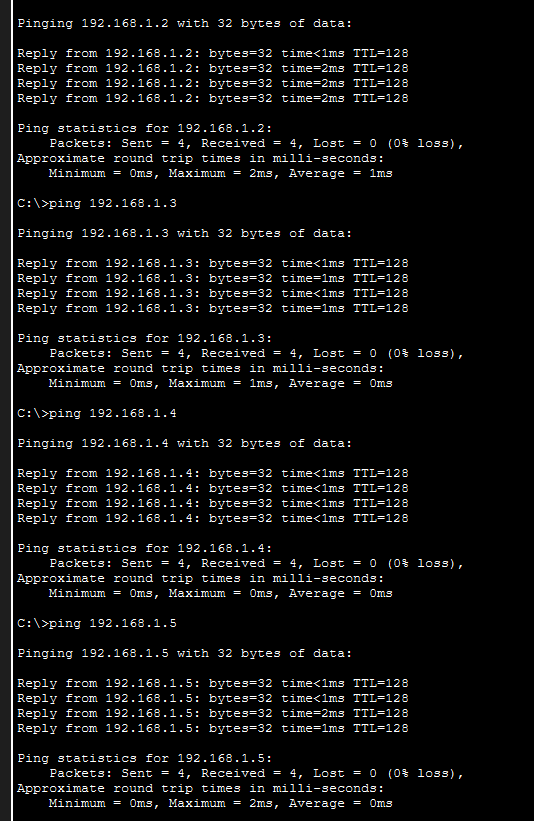 Pinging 192.168.1.2 with 32 bytes of data:
Reply from 192.168.1.2: bytes=32 time<1ms TTL=128
Reply from 192.168.1.2: bytes=32 time=2ms TTL=128
Reply from 192.168.1.2: bytes=32 time=2ms TTL=128
Reply from 192.168.1.2: bytes=32 time=2ms TTL=128
Ping statistics for 192.168.1.2:
    Packets: Sent = 4, Received = 4, Lost = 0 (0% loss),
Approximate round trip times in milli-seconds:
    Minimum = 0ms, Maximum = 2ms, Average = 1ms
C:\>ping 192.168.1.3
Pinging 192.168.1.3 with 32 bytes of data:
Reply from 192.168.1.3: bytes=32 time<1ms TTL=128
Reply from 192.168.1.3: bytes=32 time=1ms TTL=128
Reply from 192.168.1.3: bytes=32 time<1ms TTL=128
Reply from 192.168.1.3: bytes=32 time=1ms TTL=128
Ping statistics for 192.168.1.3:
    Packets: Sent = 4, Received = 4, Lost = 0 (0% loss),
Approximate round trip times in milli-seconds:
    Minimum = 0ms, Maximum = 1ms, Average = 0ms
C:\>ping 192.168.1.4
Pinging 192.168.1.4 with 32 bytes of data:
Reply from 192.168.1.4: bytes=32 time<1ms TTL=128
Reply from 192.168.1.4: bytes=32 time<1ms TTL=128
Reply from 192.168.1.4: bytes=32 time<1ms TTL=128
Reply from 192.168.1.4: bytes=32 time<1ms TTL=128
Ping statistics for 192.168.1.4:
    Packets: Sent = 4, Received = 4, Lost = 0 (0% loss),
Approximate round trip times in milli-seconds:
    Minimum = 0ms, Maximum = 0ms, Average = 0ms
C:\>ping 192.168.1.5
Pinging 192.168.1.5 with 32 bytes of data:
Reply from 192.168.1.5: bytes=32 time<1ms TTL=128
Reply from 192.168.1.5: bytes=32 time<1ms TTL=128
Reply from 192.168.1.5: bytes=32 time=2ms TTL=128
Reply from 192.168.1.5: bytes=32 time=1ms TTL=128
Ping statistics for 192.168.1.5:
    Packets: Sent = 4, Received = 4, Lost = 0 (0% loss),
Approximate round trip times in milli-seconds:
    Minimum = 0ms, Maximum = 2ms, Average = 0ms